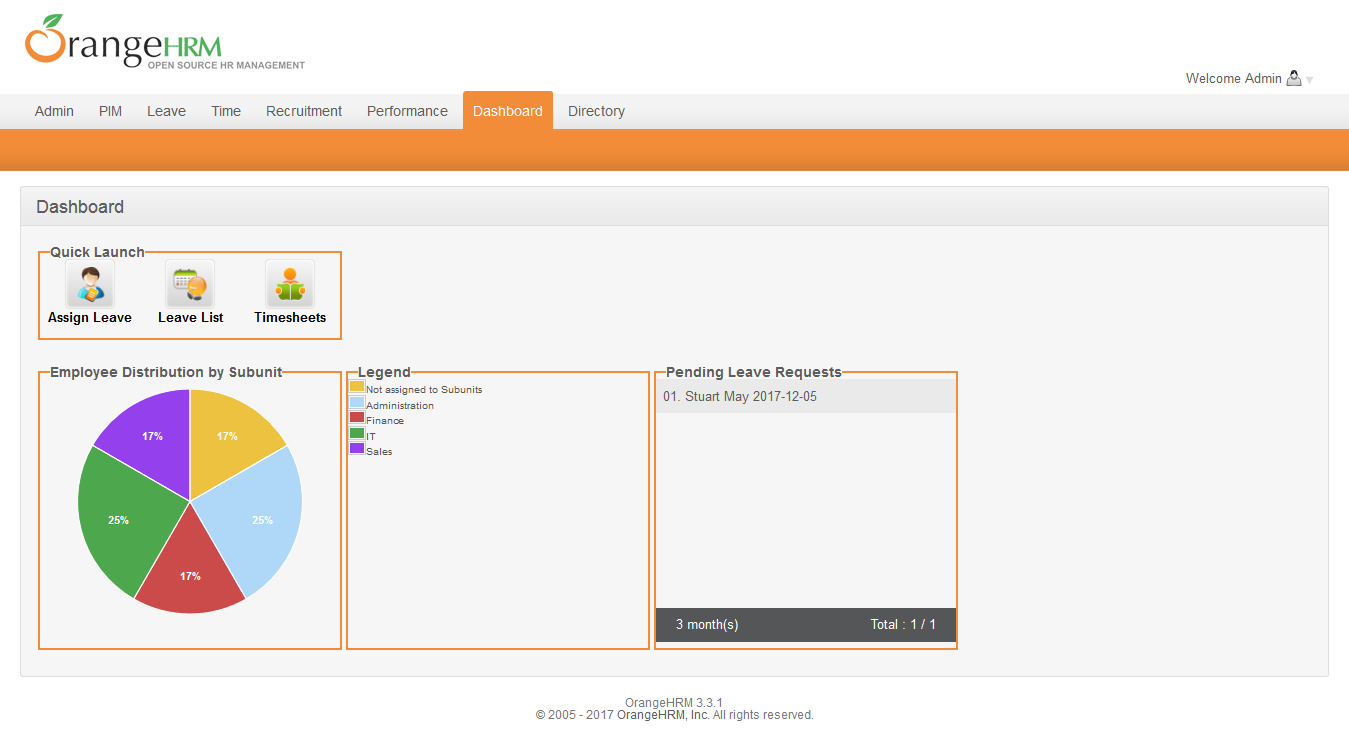 OrangeHRM
OPEN SOURCE HR MANAGEMENT
Welcome Admin
Admin PIM Leave Time Recruitment Performance Dashboard Directory
Dashboard
Quick Launch
Assign Leave Leave List Timesheets
Employee Distribution by Subunit
17% 17%
25% 25%
17%
Legend
Not assigned to Subunits
Administration
Finance
IT
Sales
Pending Leave Requests
01. Stuart May 2017-12-05
3 month(s) Total : 1 / 1
OrangeHRM 3.3.1
© 2005 - 2017 OrangeHRM, Inc. All rights reserved.